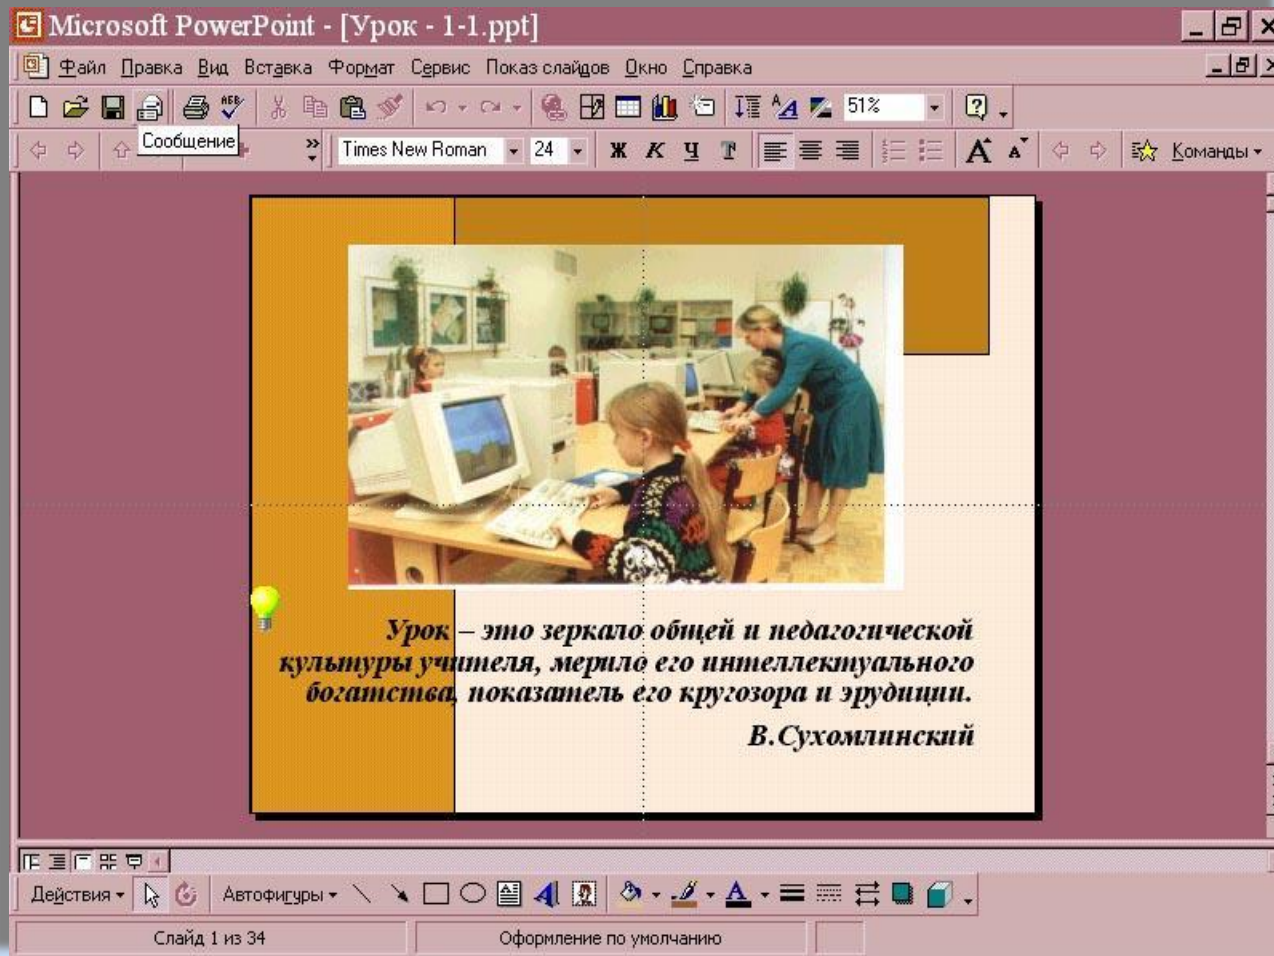 Microsoft PowerPoint - [Урок - 1-1.ppt]
Файл Правка Вид Вставка Формат Сервис Показ слайдов Окно Справка
51%
Сообщение
Times New Roman 24 Ж К Ч Команды
Урок – это зеркало общей и педагогической
культуры учителя, мерило его интеллектуального
богатства, показатель его кругозора и эрудиции.
В.Сухомлинский
Действия Автофигуры
Слайд 1 из 34 Оформление по умолчанию